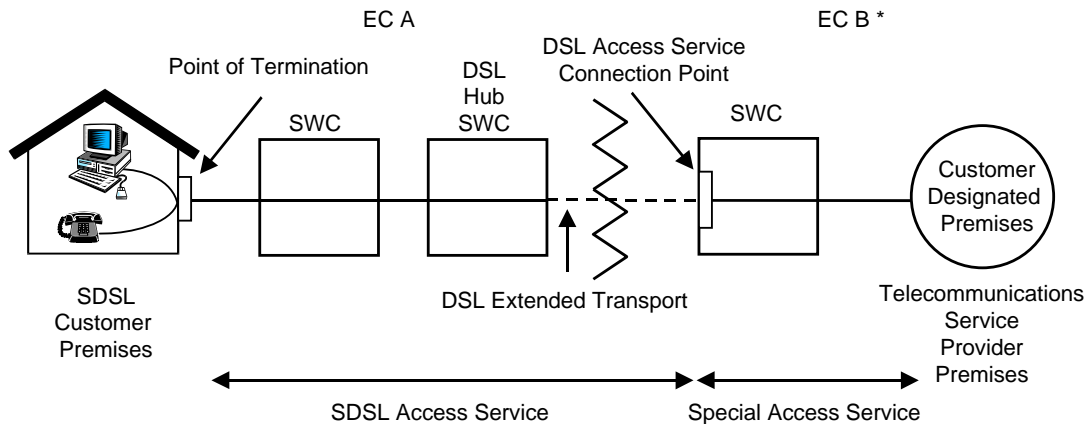 EC A
EC B *
Point of Termination
DSL
Hub
SWC
DSL Access Service
Connection Point
SWC
SWC
Customer
Designated
Premises
DSL Extended Transport
SDSL
Customer
Premises
Telecommunications
Service
Provider
Premises
SDSL Access Service
Special Access Service